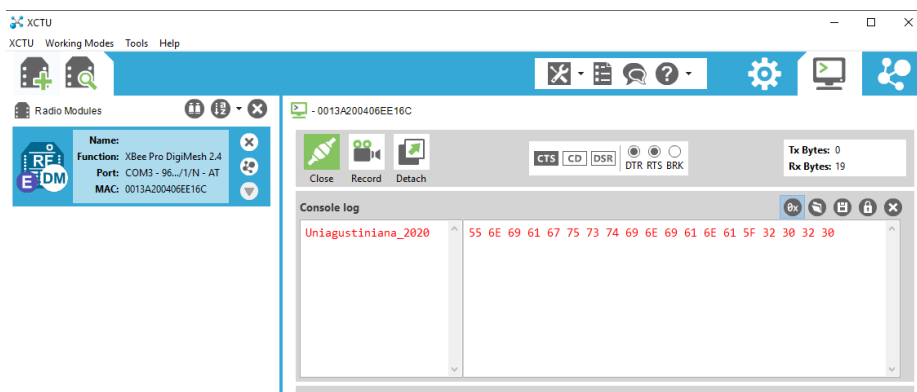 XCTU
XCTU Working Modes Tools Help
Radio Modules
- 0013A200406EE16C
Name:
Function: XBee Pro DigiMesh 2.4
Port: COM3 - 96.../1/N - AT
MAC: 0013A200406EE16C
RF
E DM
Close Record Detach
CTS CD DSR
DTR RTS BRK
Tx Bytes: 0
Rx Bytes: 19
Console log
0x
Uniagustiniana_2020
55 6E 69 61 67 75 73 74 69 6E 69 61 6E 61 5F 32 30 32 30